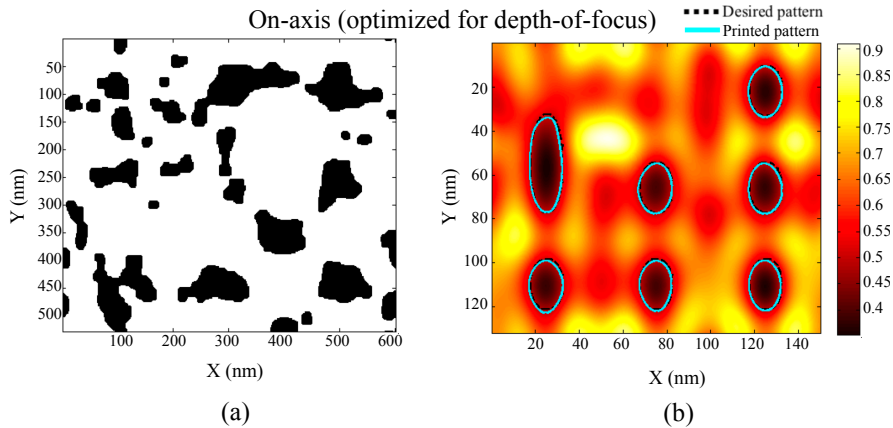 On-axis (optimized for depth-of-focus)
Desired pattern
Printed pattern
50
100
150
200
250
300
350
400
450
500
Y (nm)
100 200 300 400 500 600
X (nm)
(a)
20
40
60
80
100
120
Y (nm)
20 40 60 80 100 120 140
X (nm)
(b)
0.9
0.85
0.8
0.75
0.7
0.65
0.6
0.55
0.5
0.45
0.4